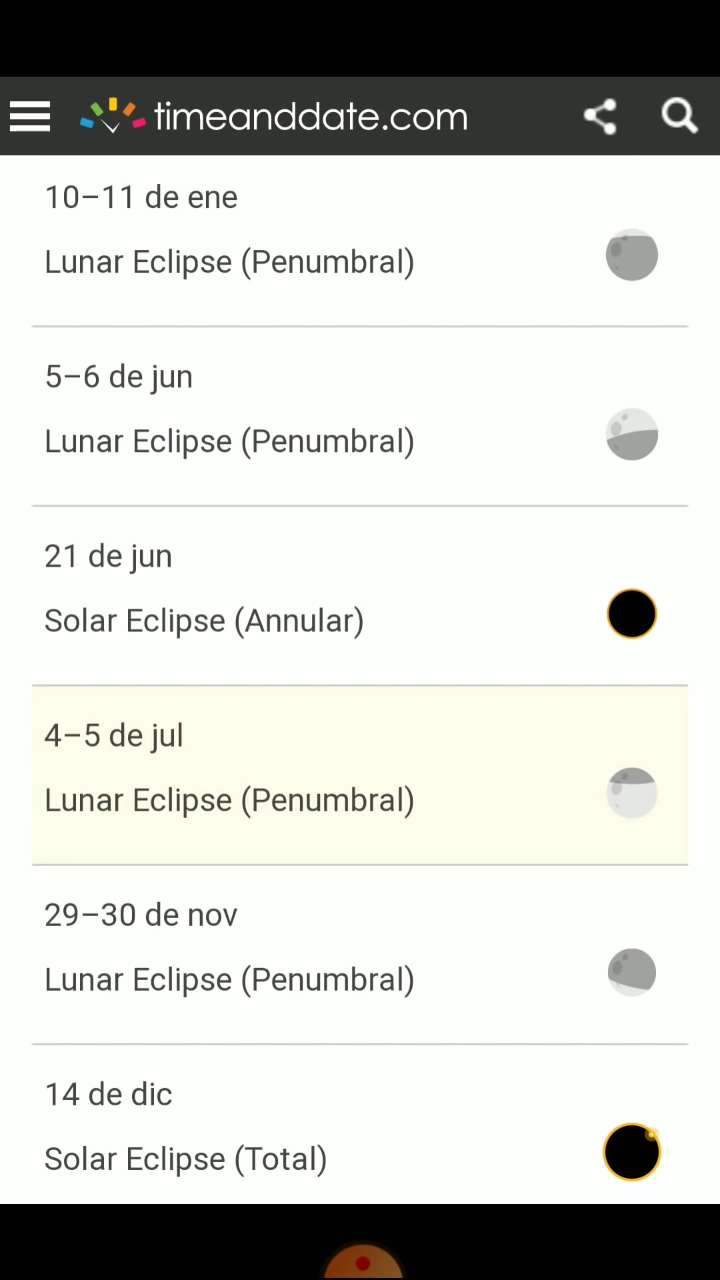 timeanddate.com
10–11 de ene
Lunar Eclipse (Penumbral)
5–6 de jun
Lunar Eclipse (Penumbral)
21 de jun
Solar Eclipse (Annular)
4–5 de jul
Lunar Eclipse (Penumbral)
29–30 de nov
Lunar Eclipse (Penumbral)
14 de dic
Solar Eclipse (Total)